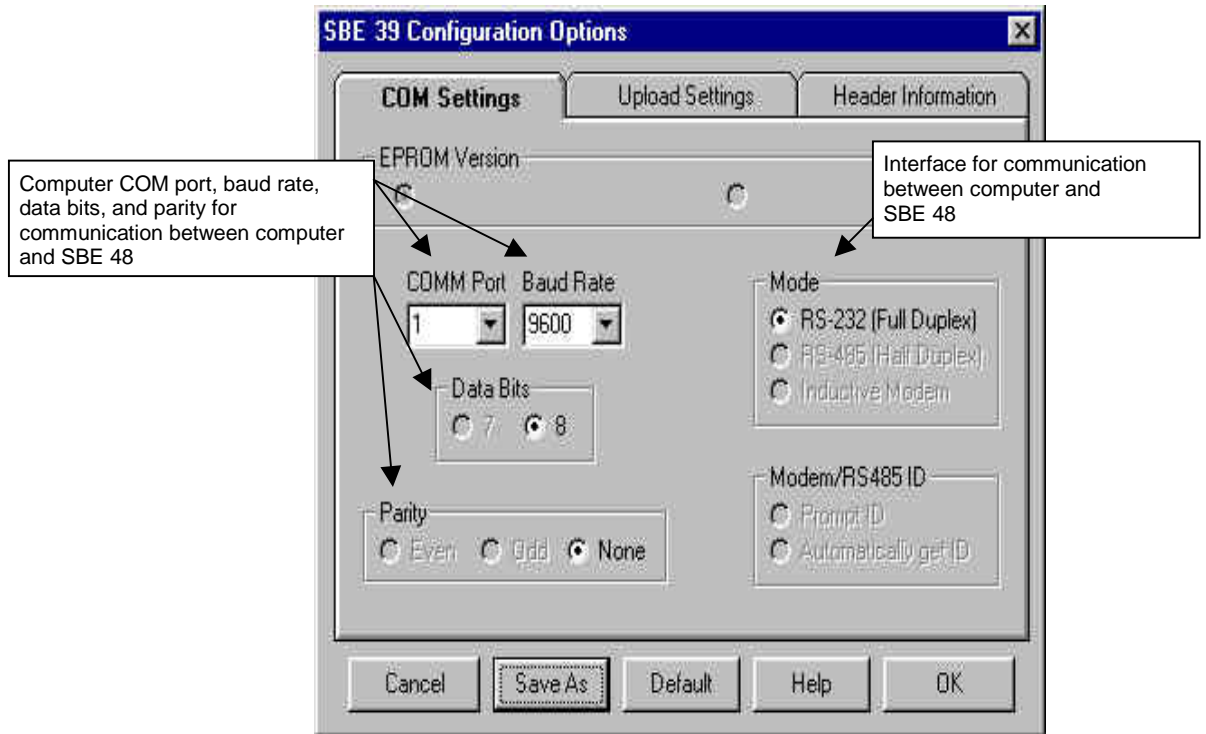 SBE 39 Configuration Options
COM Settings
Upload Settings
Header Information
EPROM Version
Computer COM port, baud rate,
data bits, and parity for
communication between computer
and SBE 48
Interface for communication
between computer and
SBE 48
COMM Port
Baud Rate
1
9600
Mode
RS-232 (Full Duplex)
RS-485 (Half Duplex)
Inductive Modem
Data Bits
7
8
Modem/RS485 ID
Prompt ID
Automatically get ID
Parity
Even
Odd
None
Cancel
Save As
Default
Help
OK